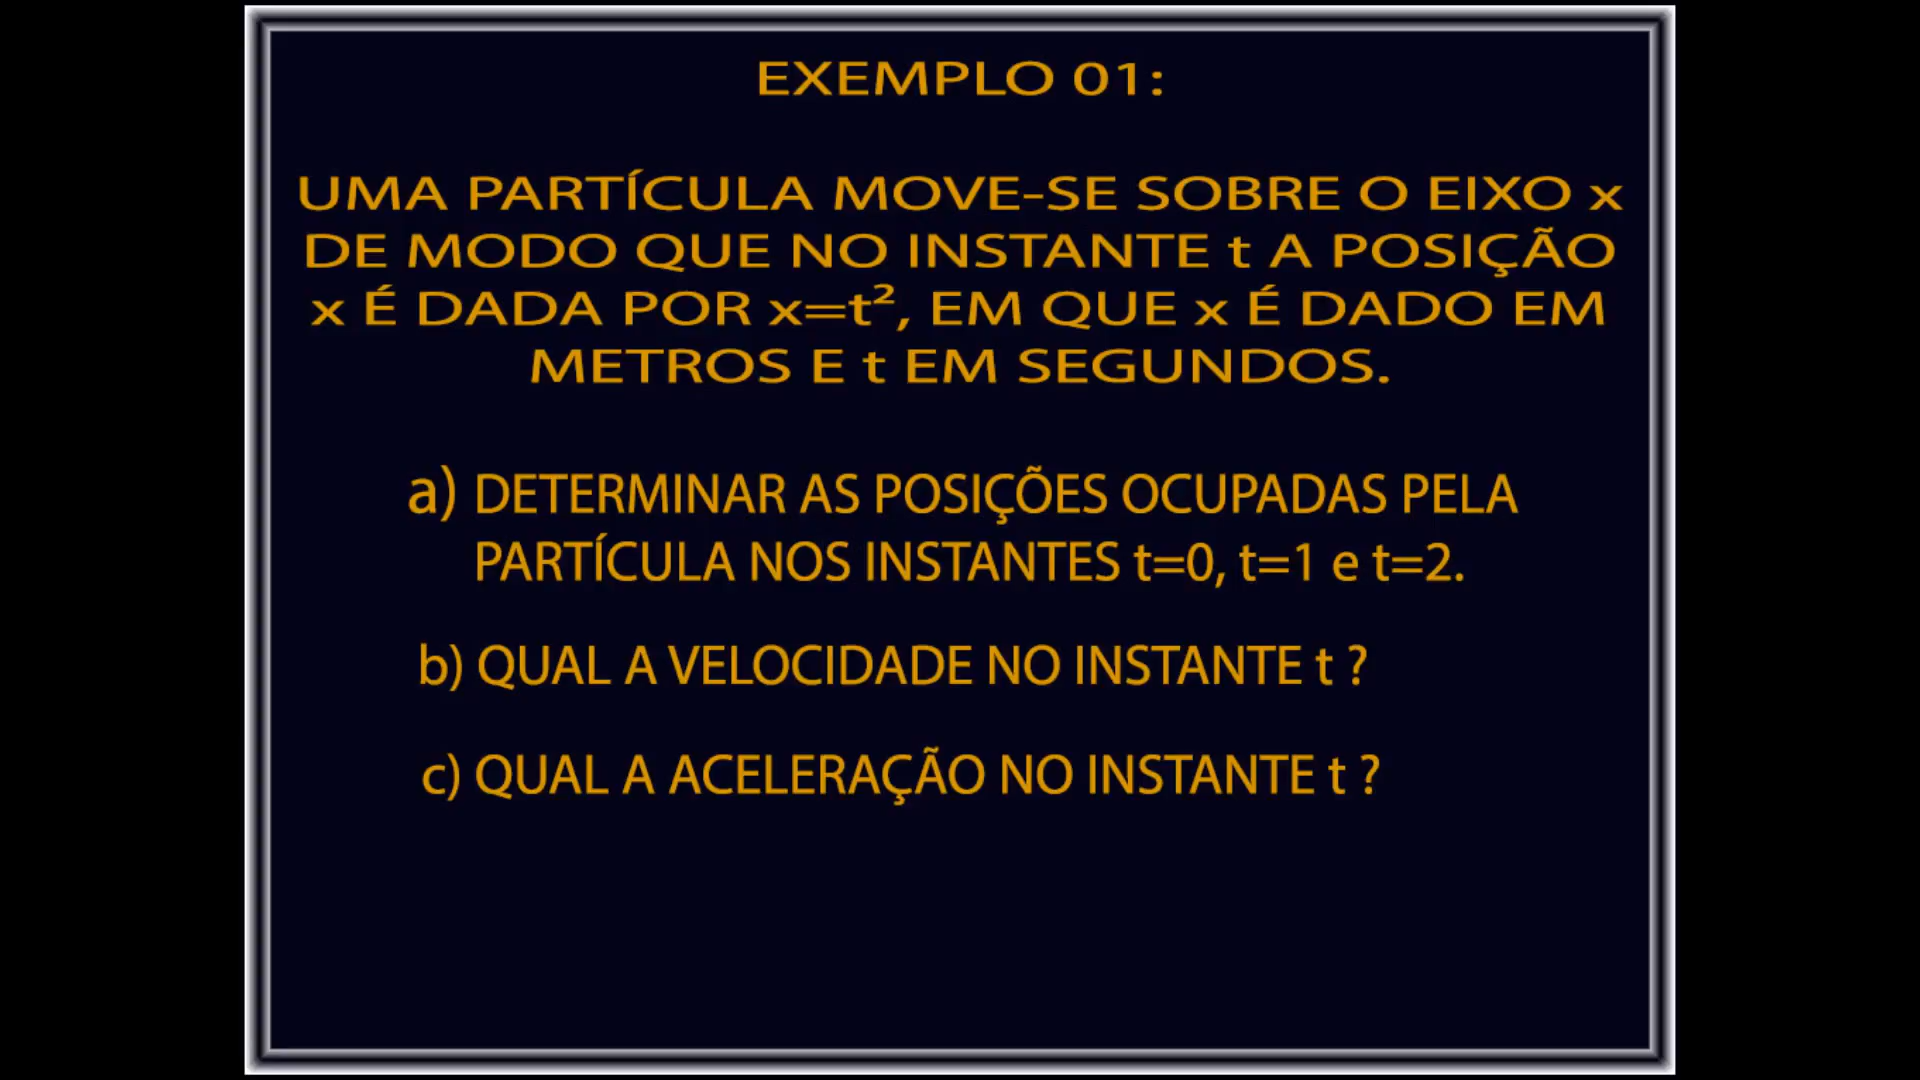 EXEMPLO 01:
UMA PARTÍCULA MOVE-SE SOBRE O EIXO x
DE MODO QUE NO INSTANTE t A POSIÇÃO
x É DADA POR x=t², EM QUE x É DADO EM
METROS E t EM SEGUNDOS.
a) DETERMINAR AS POSIÇÕES OCUPADAS PELA
PARTÍCULA NOS INSTANTES t=0, t=1 e t=2.
b) QUAL A VELOCIDADE NO INSTANTE t ?
c) QUAL A ACELERAÇÃO NO INSTANTE t ?